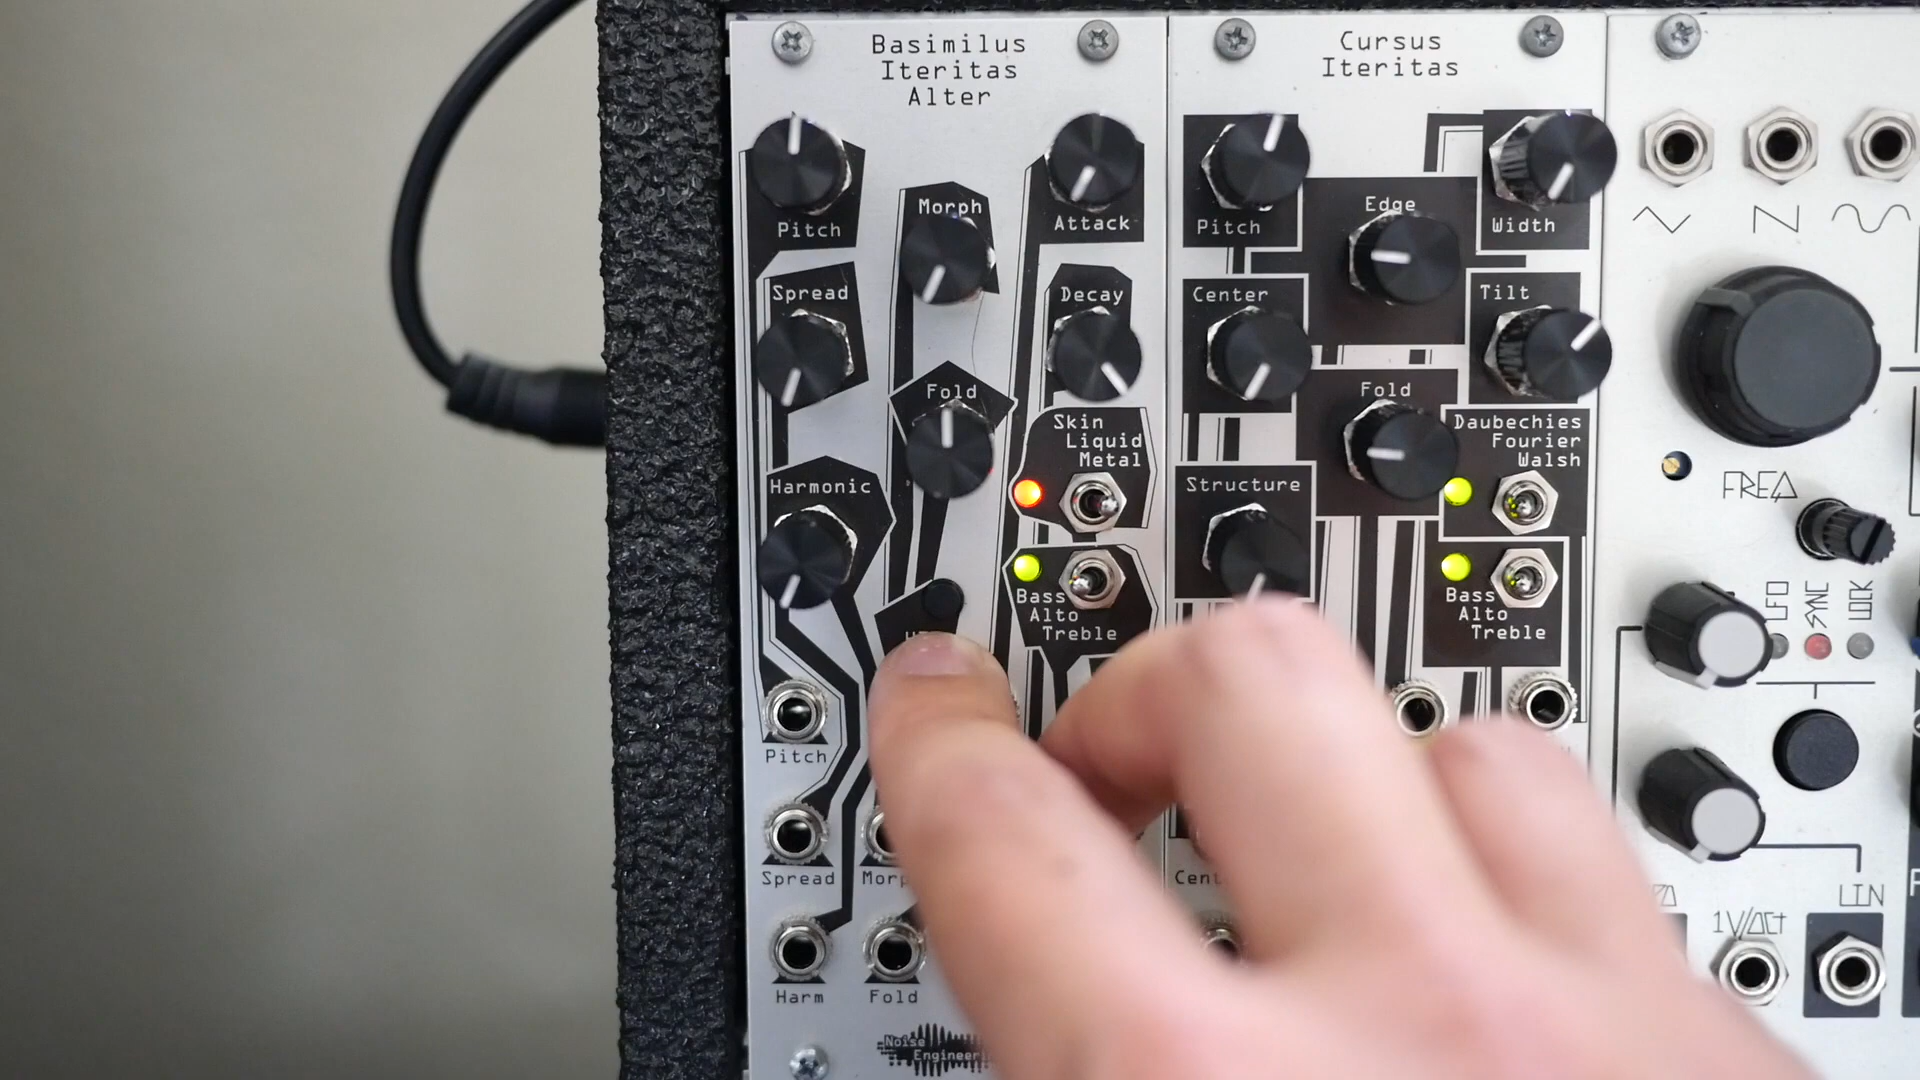 Basimilus
Iteritas
Alter
Pitch
Morph
Attack
Spread
Decay
Fold
Skin
Liquid
Metal
Harmonic
Bass
Alto
Treble
Pitch
Spread
Harm
Fold
Noise
Cursus
Iteritas
Pitch
Edge
Width
Center
Tilt
Fold
Daubechies
Fourier
Walsh
Structure
Bass
Alto
Treble
FREQ
LFO
SYNC
LOCK
LIN
1V/OCT